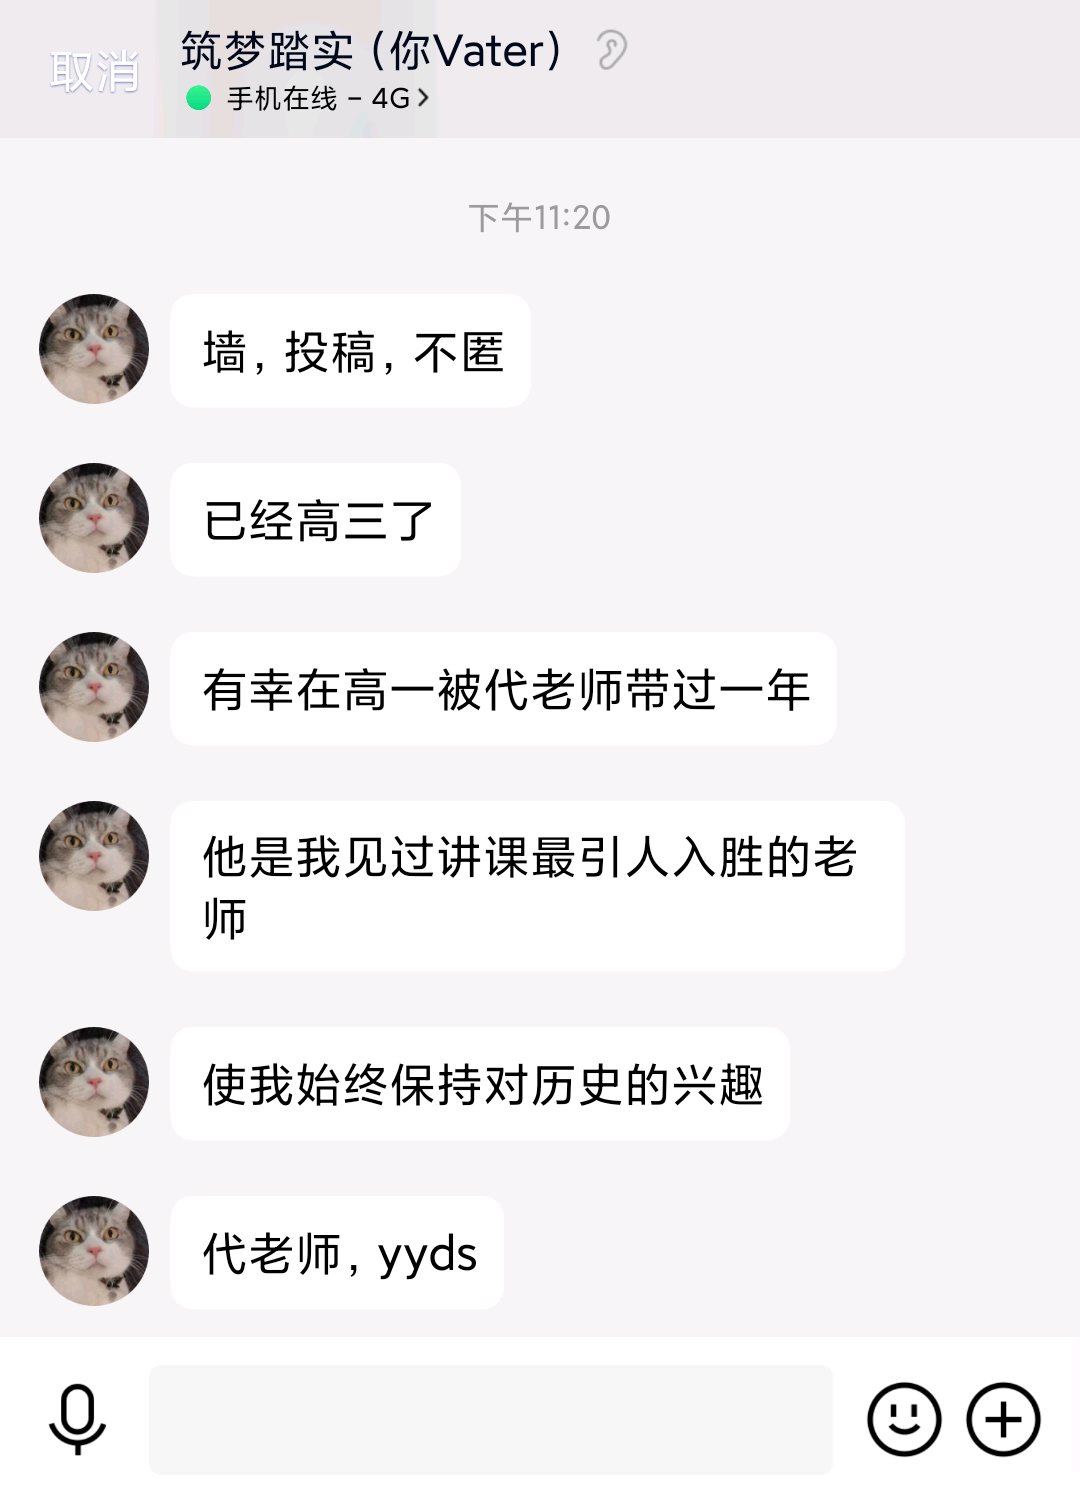 取消
筑梦踏实（你Vater）
手机在线 - 4G
下午11:20
墙，投稿，不匿
已经高三了
有幸在高一被代老师带过一年
他是我见过讲课最引人入胜的老
师
使我始终保持对历史的兴趣
代老师，yyds